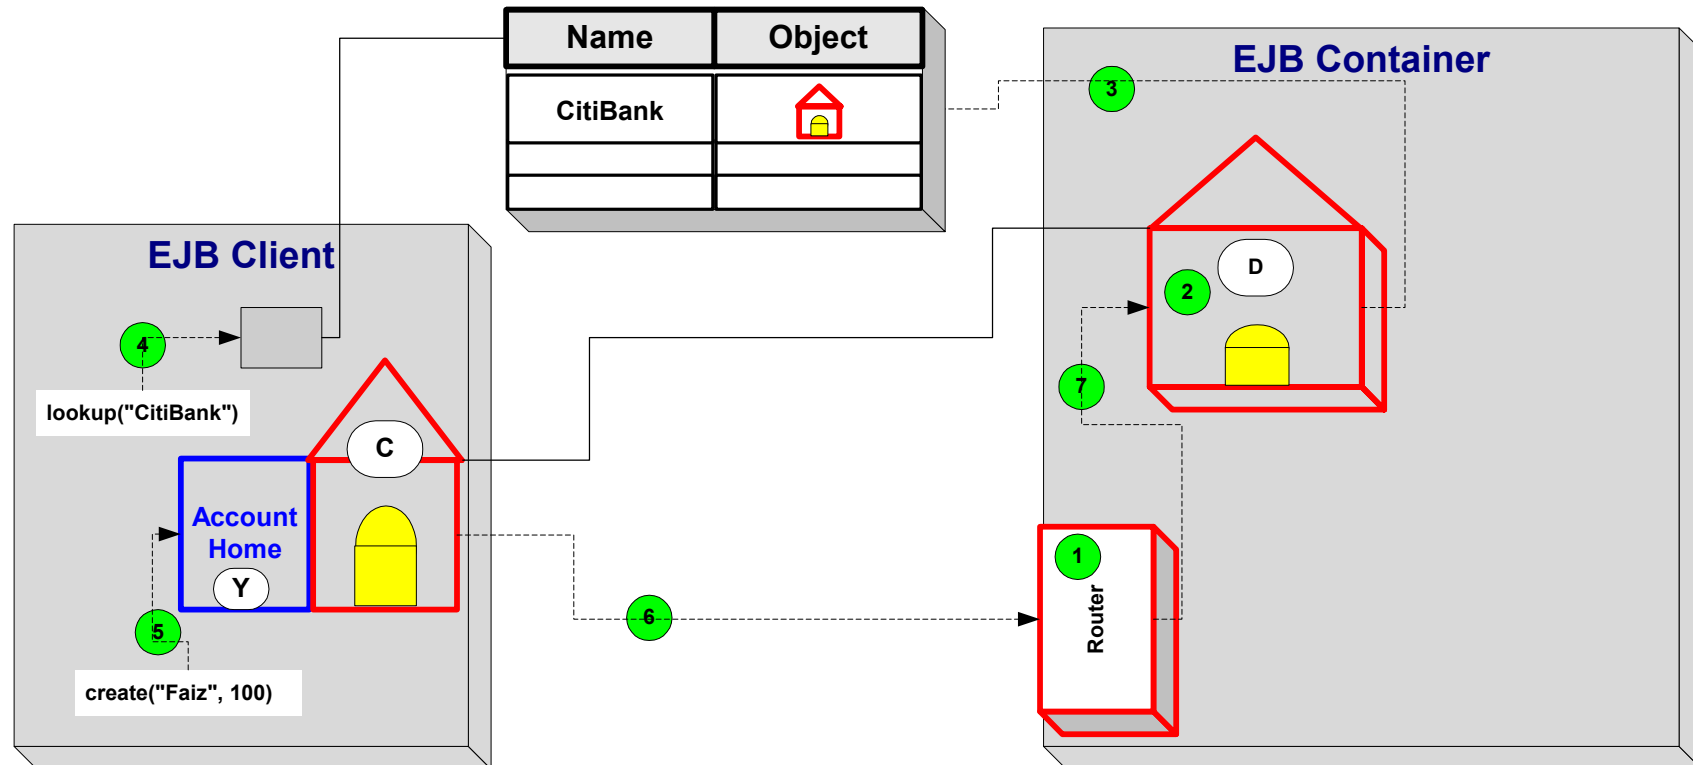 Name Object
EJB Container
3
CitiBank
EJB Client
D
2
4
7
lookup("CitiBank")
C
Account
Home
Y
1
Router
6
5
create("Faiz", 100)